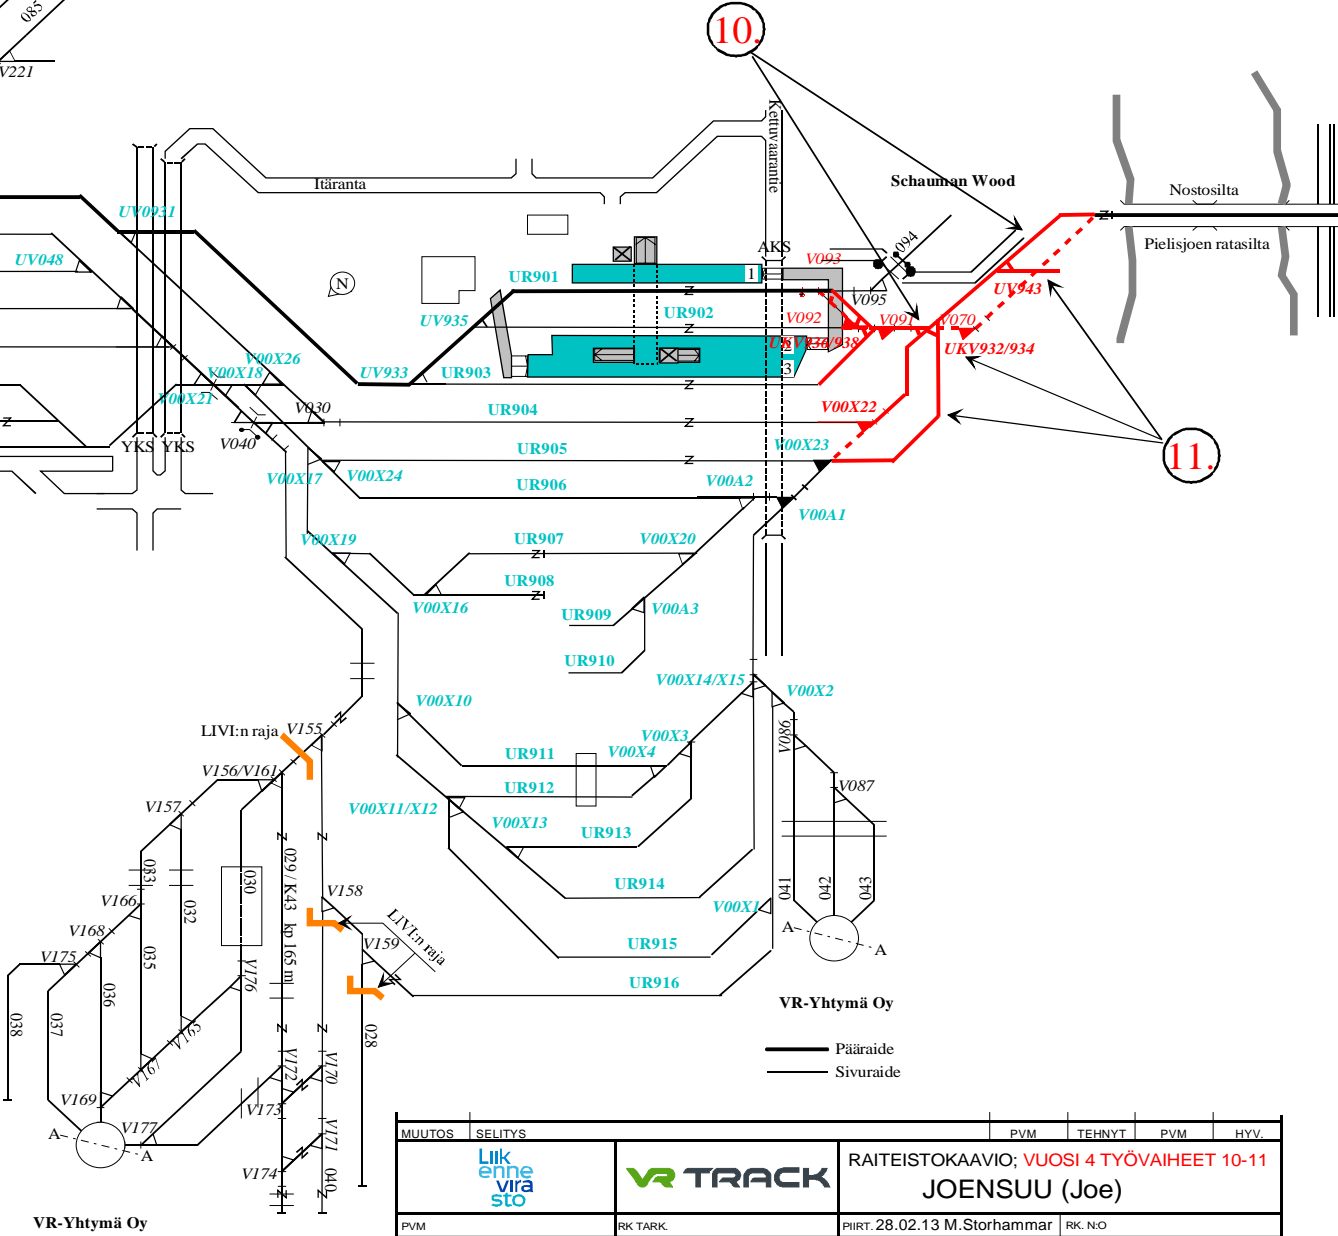 085
V221
10.
Kettuvaarantie
Itäranta
Schauman Wood
Nostosilta
Pielisjoen ratasilta
UV0931
UV048
AKS
V093
094
1
UR901
N
V095
UV943
UR902
V092
V091
V070
UV935
UKV936/938
UKV932/934
2
3
V00X26
V00X18
UV933
UR903
V00X21
V030
UR904
V00X22
V040
YKS
YKS
UR905
V00X23
11.
V00X17
V00X24
UR906
V00A2
V00A1
V00X19
UR907
V00X20
UR908
V00X16
V00A3
UR909
UR910
V00X14/X15
V00X2
V00X10
LIVI:n raja
V155
V086
V00X3
UR911
V00X4
V156/V161
UR912
V087
V157
V00X11/X12
V00X13
UR913
033
030
029 / K43 kp 165 m
041
042
043
UR914
V158
V166
032
V00X1
LIVI:n raja
V168
V159
A
A
UR915
V175
035
V176
UR916
036
VR-Yhtymä Oy
038
037
V165
028
Pääraide
V167
V172
V170
Sivuraide
V169
V173
V177
V171
A
A
V174
040
VR-Yhtymä Oy
MUUTOS SELITYS PVM TEHNYT PVM HYV.
Liikennevirasto
VR TRACK
RAITEISTOKAAVIO; VUOSI 4 TYÖVAIHEET 10-11
JOENSUU (Joe)
PVM RK TARK. PIIRT. 28.02.13 M.Storhammar RK. N:O